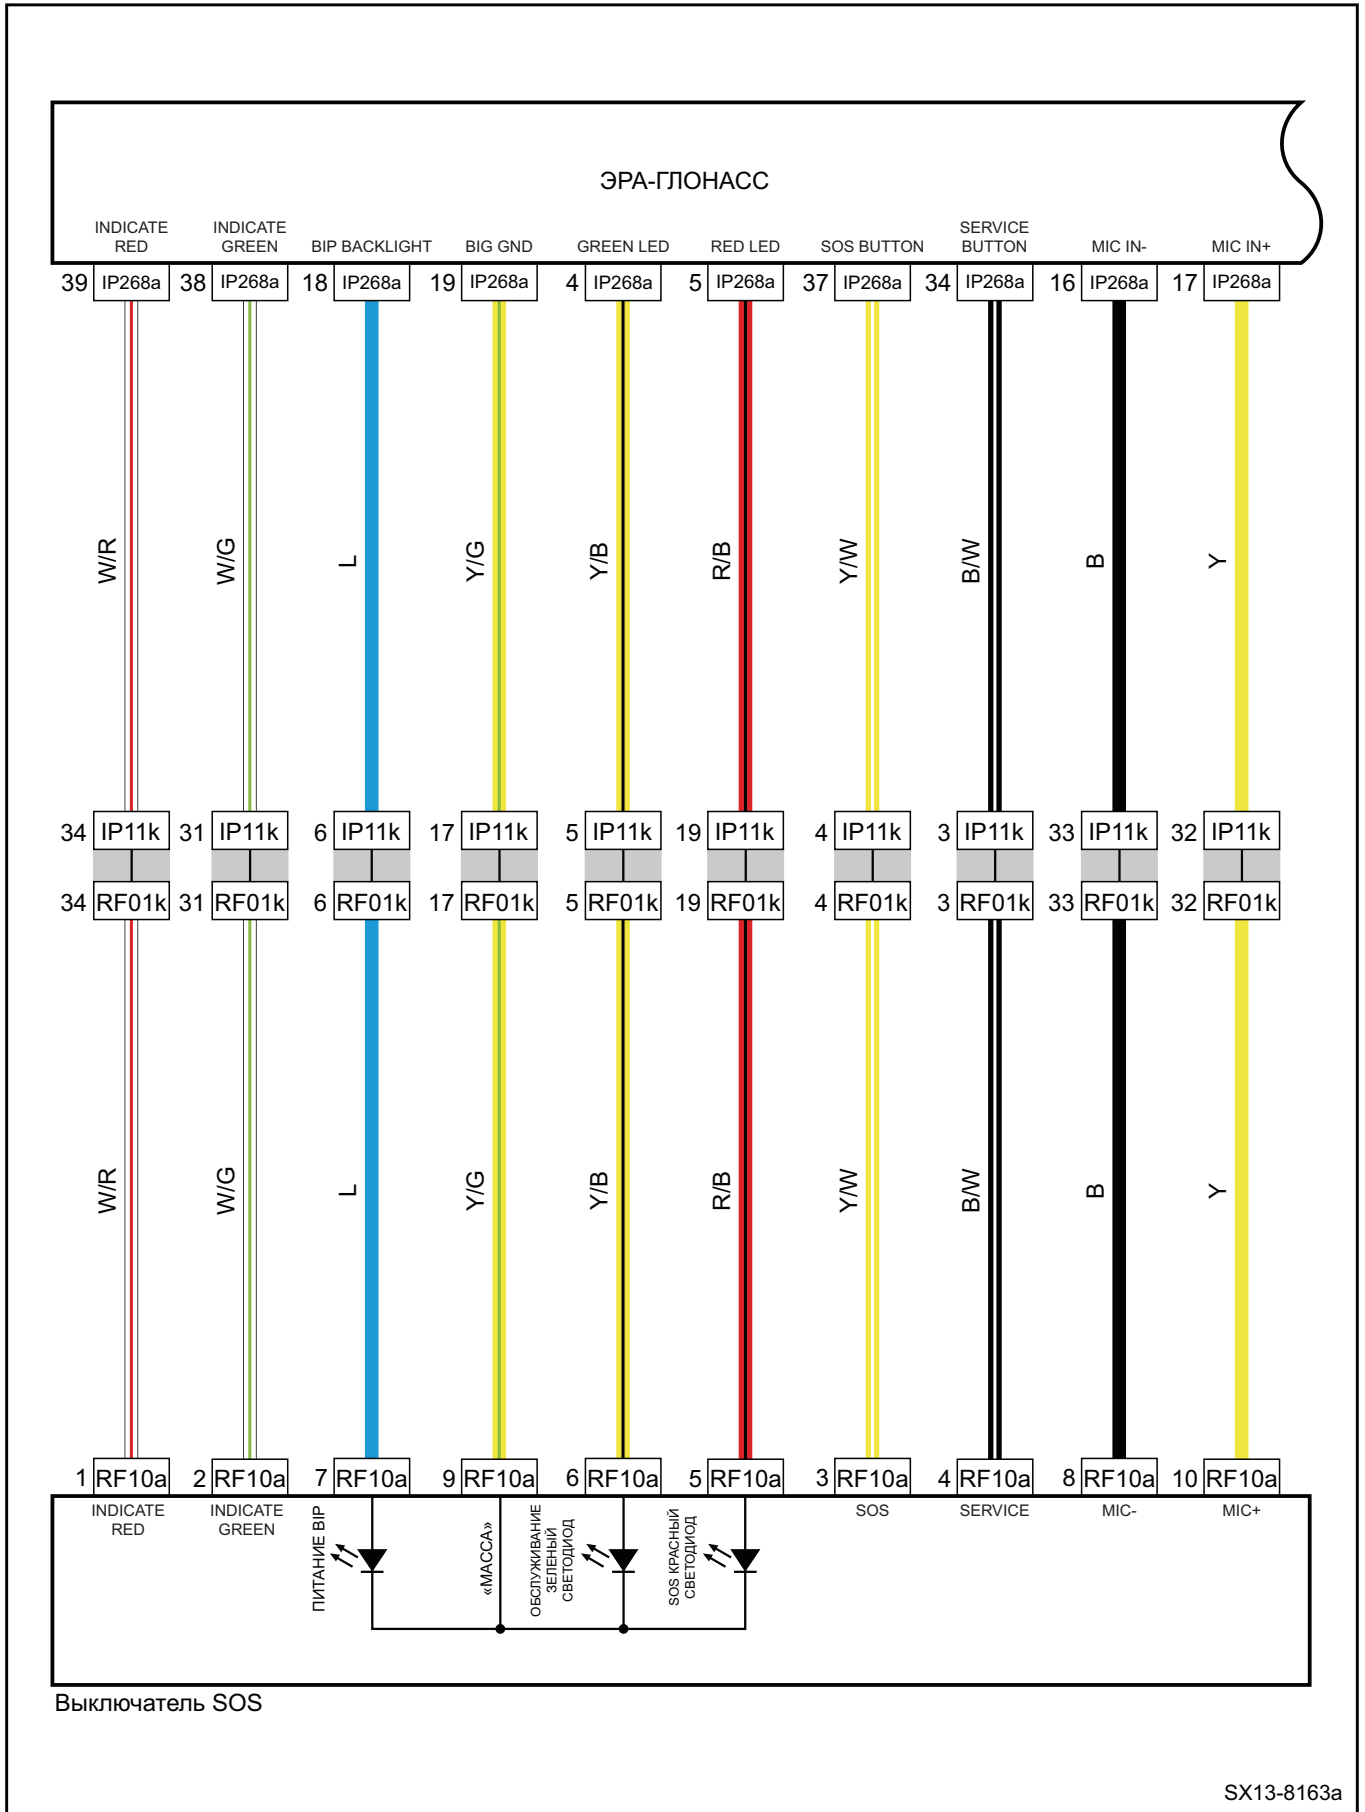 ЭРА-ГЛОНАСС
INDICATE RED INDICATE GREEN BIP BACKLIGHT BIG GND GREEN LED RED LED SOS BUTTON SERVICE BUTTON MIC IN- MIC IN+
39 IP268a 38 IP268a 18 IP268a 19 IP268a 4 IP268a 5 IP268a 37 IP268a 34 IP268a 16 IP268a 17 IP268a
W/R W/G L Y/G Y/B R/B Y/W B/W B Y
34 IP11k 31 IP11k 6 IP11k 17 IP11k 5 IP11k 19 IP11k 4 IP11k 3 IP11k 33 IP11k 32 IP11k
34 RF01k 31 RF01k 6 RF01k 17 RF01k 5 RF01k 19 RF01k 4 RF01k 3 RF01k 33 RF01k 32 RF01k
W/R W/G L Y/G Y/B R/B Y/W B/W B Y
1 RF10a 2 RF10a 7 RF10a 9 RF10a 6 RF10a 5 RF10a 3 RF10a 4 RF10a 8 RF10a 10 RF10a
INDICATE RED INDICATE GREEN ПИТАНИЕ BIP «МАССА» ОБСЛУЖИВАНИЕ ЗЕЛЕНЫЙ СВЕТОДИОД SOS КРАСНЫЙ СВЕТОДИОД SOS SERVICE MIC- MIC+
Выключатель SOS
SX13-8163a